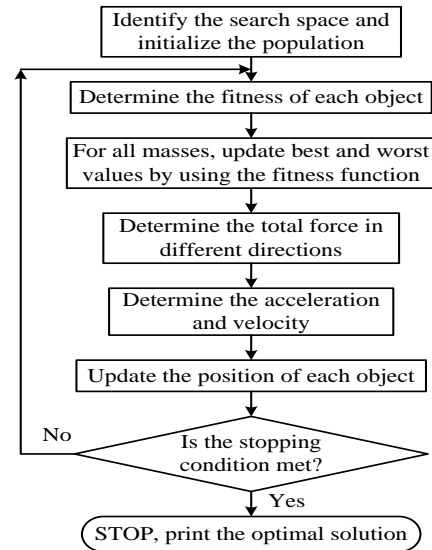 Identify the search space and
initialize the population
Determine the fitness of each object
For all masses, update best and worst
values by using the fitness function
Determine the total force in
different directions
Determine the acceleration
and velocity
Update the position of each object
No
Is the stopping
condition met?
Yes
STOP, print the optimal solution